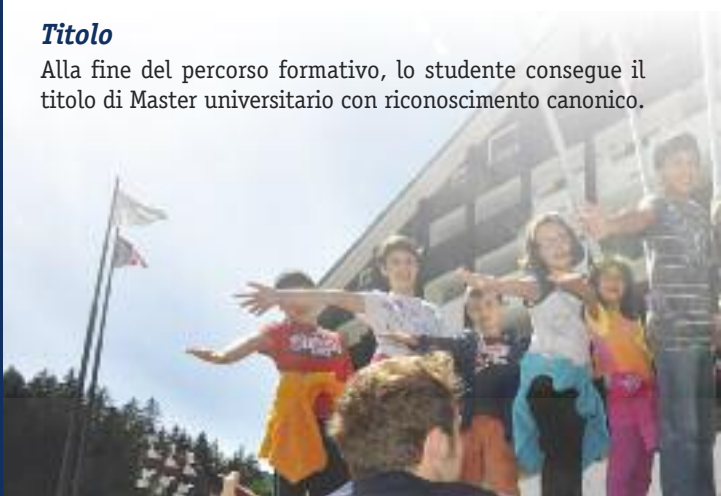 Titolo
Alla fine del percorso formativo, lo studente consegue il
titolo di Master universitario con riconoscimento canonico.